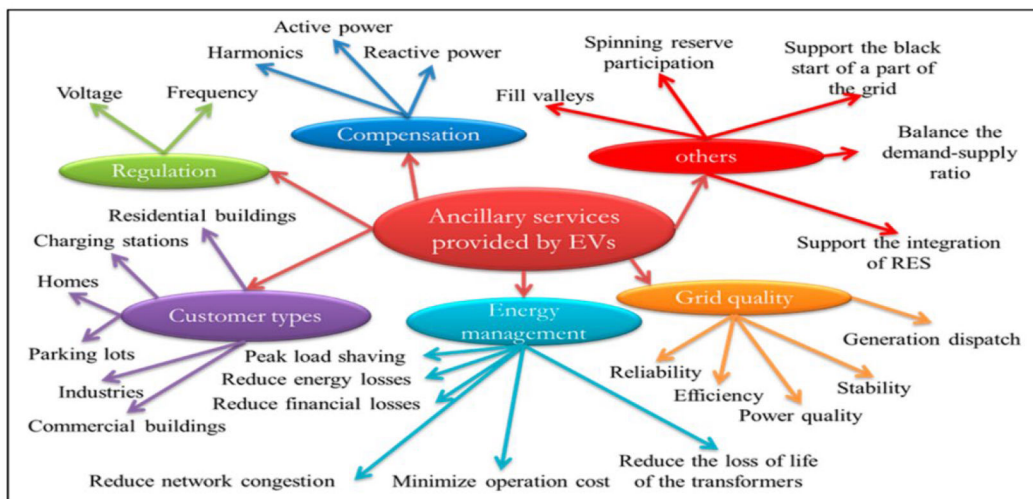 Active power
Harmonics
Reactive power
Voltage
Frequency
Compensation
Regulation
Spinning reserve
participation
Support the black
start of a part of
the grid
Fill valleys
others
Balance the
demand-supply
ratio
Support the integration
of RES
Ancillary services
provided by EVs
Residential buildings
Charging stations
Homes
Customer types
Parking lots
Industries
Commercial buildings
Energy
management
Peak load shaving
Reduce energy losses
Reduce financial losses
Reduce network congestion
Minimize operation cost
Reduce the loss of life
of the transformers
Grid quality
Generation dispatch
Reliability
Efficiency
Stability
Power quality